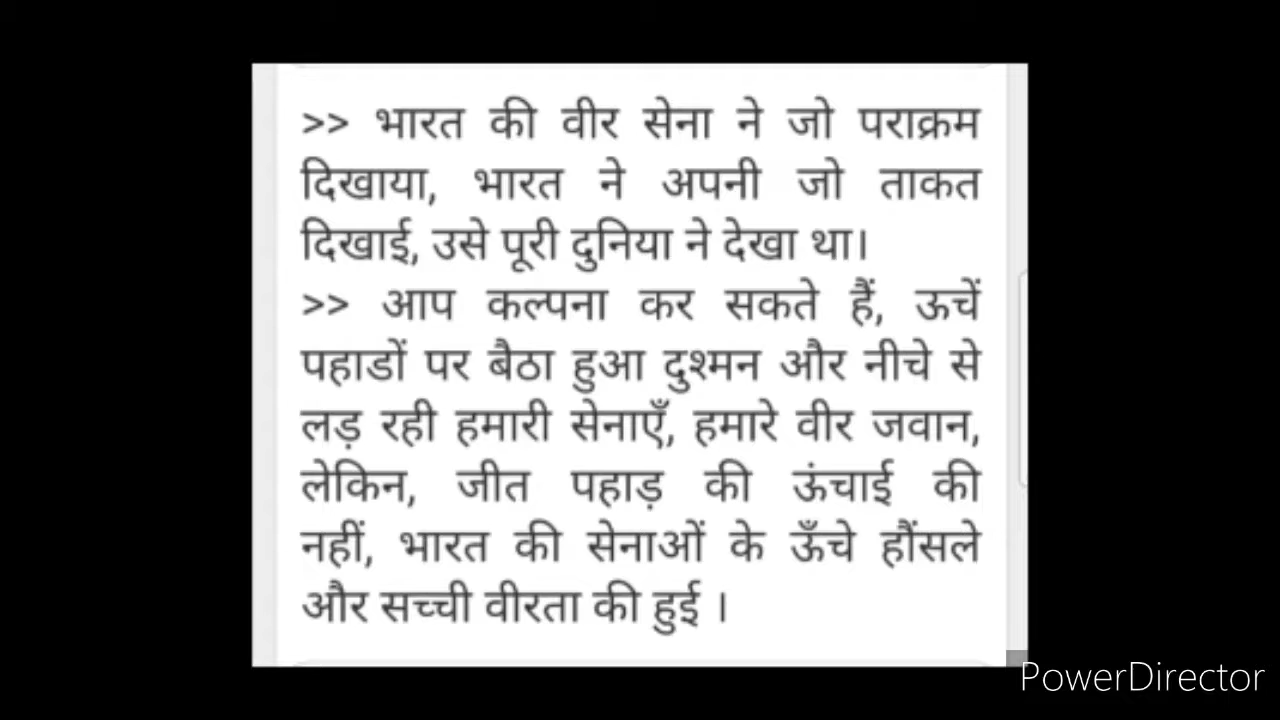 >> भारत की वीर सेना ने जो पराक्रम
दिखाया, भारत ने अपनी जो ताकत
दिखाई, उसे पूरी दुनिया ने देखा था।
>> आप कल्पना कर सकते हैं, ऊचें
पहाडों पर बैठा हुआ दुश्मन और नीचे से
लड़ रही हमारी सेनाएँ, हमारे वीर जवान,
लेकिन, जीत पहाड़ की ऊंचाई की
नहीं, भारत की सेनाओं के ऊँचे हौंसले
और सच्ची वीरता की हुई ।
PowerDirector